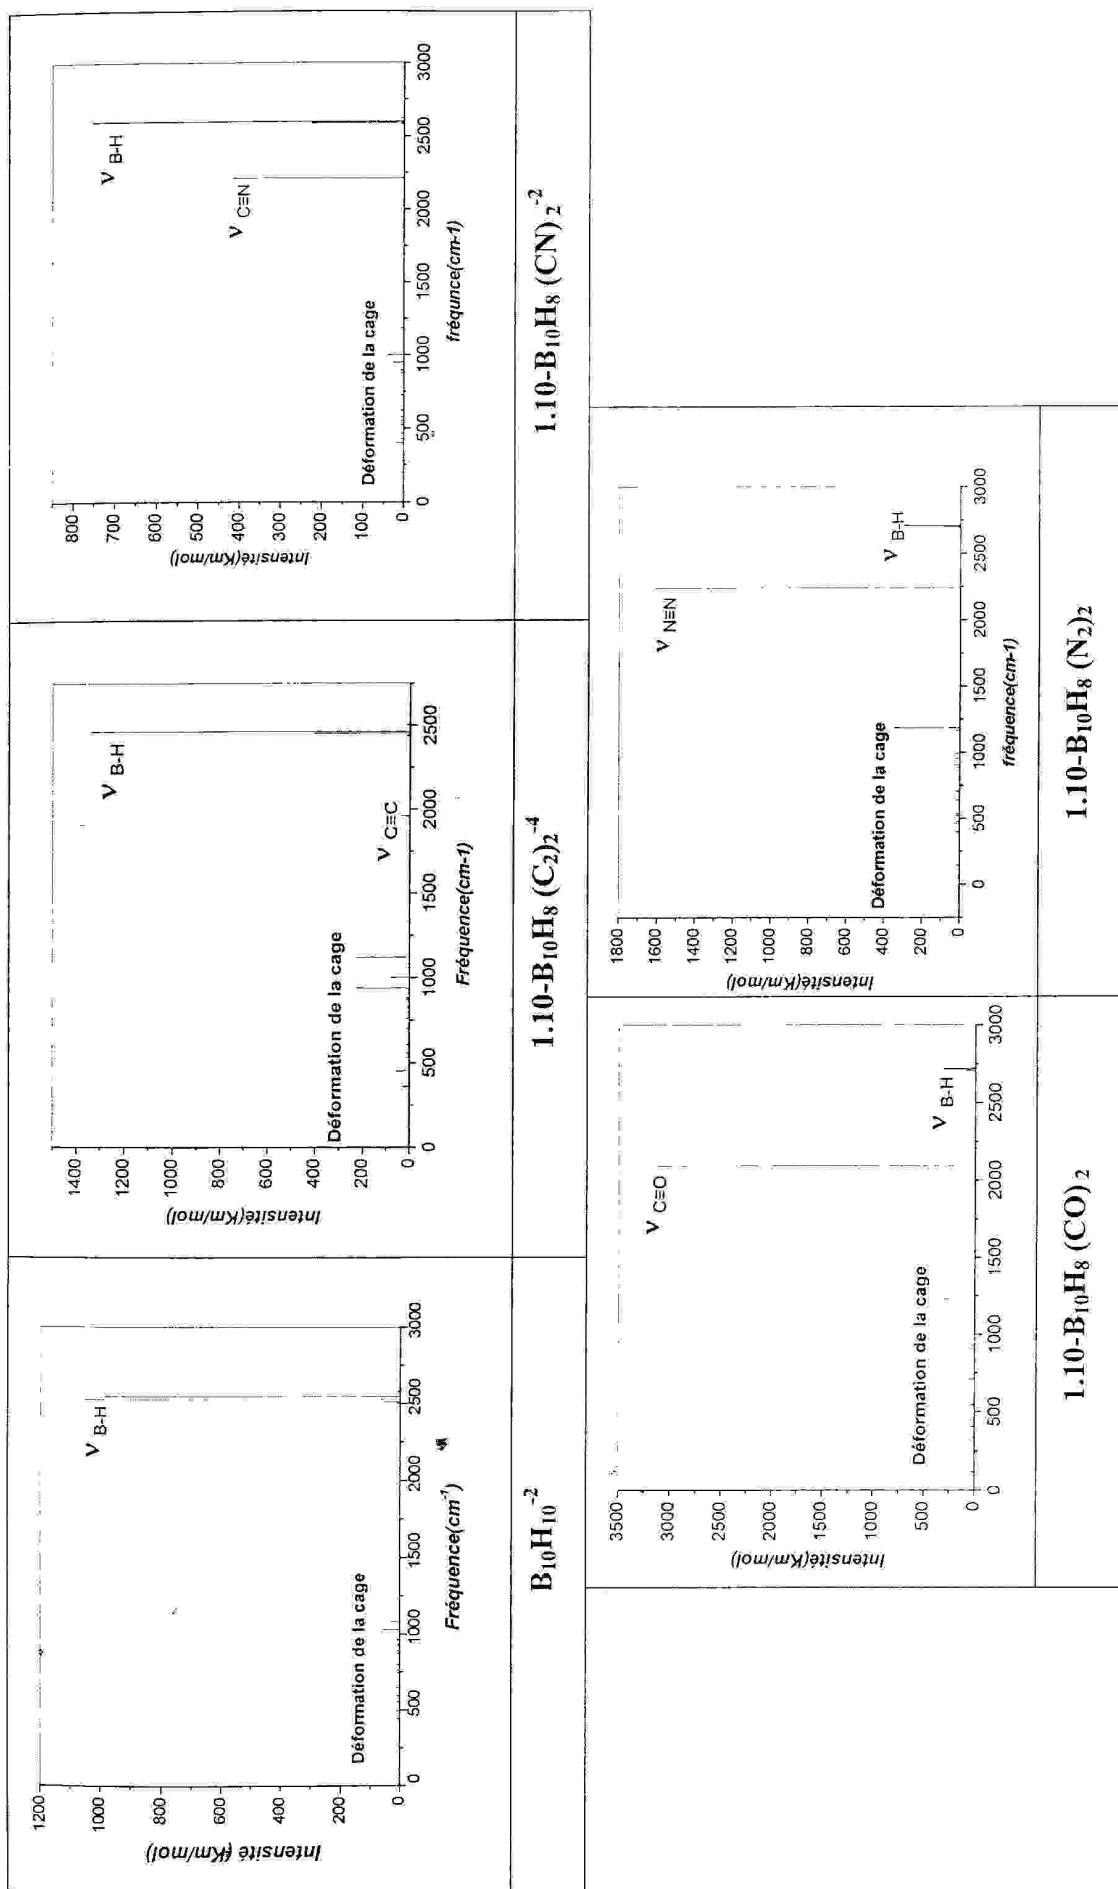 1200
1000
800
600
400
200
0
Intensité (Km/mol)
ν B-H
Déformation de la cage
0 500 1000 1500 2000 2500 3000
Fréquence(cm-1)
B10H10-2
1400
1200
1000
800
600
400
200
0
Intensité(Km/mol)
ν B-H
ν C≡C
Déformation de la cage
0 500 1000 1500 2000 2500
Fréquence(cm-1)
1.10-B10H8 (C2)2-4
800
700
600
500
400
300
200
100
0
Intensité(Km/mol)
ν B-H
ν C≡N
Déformation de la cage
0 500 1000 1500 2000 2500 3000
fréqunce(cm-1)
1.10-B10H8 (CN)2-2
3500
3000
2500
2000
1500
1000
500
0
Intensité(Km/mol)
ν C≡O
ν B-H
Déformation de la cage
0 500 1000 1500 2000 2500 3000
1.10-B10H8 (CO)2
1800
1600
1400
1200
1000
800
600
400
200
0
Intensité(Km/mol)
ν N≡N
ν B-H
Déformation de la cage
0 500 1000 1500 2000 2500 3000
fréquence(cm-1)
1.10-B10H8 (N2)2